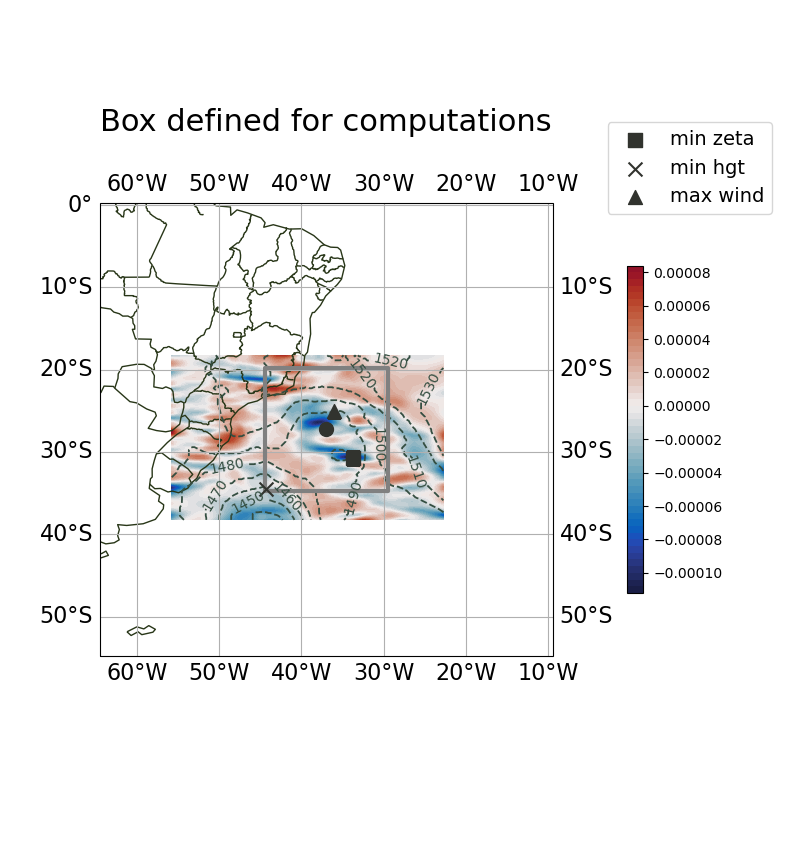 Box defined for computations
min zeta
min hgt
max wind
60°W 50°W 40°W 30°W 20°W 10°W
0°
10°S 10°S
20°S 20°S
30°S 30°S
40°S 40°S
50°S 50°S
60°W 50°W 40°W 30°W 20°W 10°W
1520
1520
1530
1500
1510
1480
1470
1450
1460
1490
0.00008
0.00006
0.00004
0.00002
0.00000
−0.00002
−0.00004
−0.00006
−0.00008
−0.00010